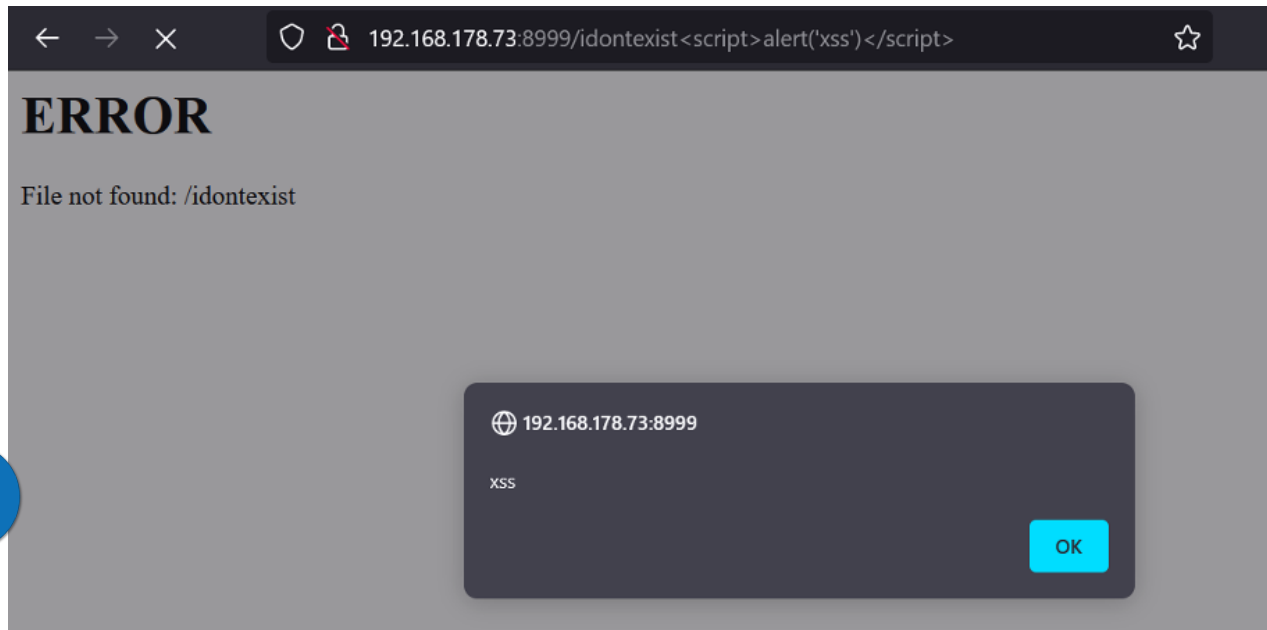 192.168.178.73:8999/idontexist<script>alert('xss')</script>
ERROR
File not found: /idontexist
192.168.178.73:8999
xss
OK